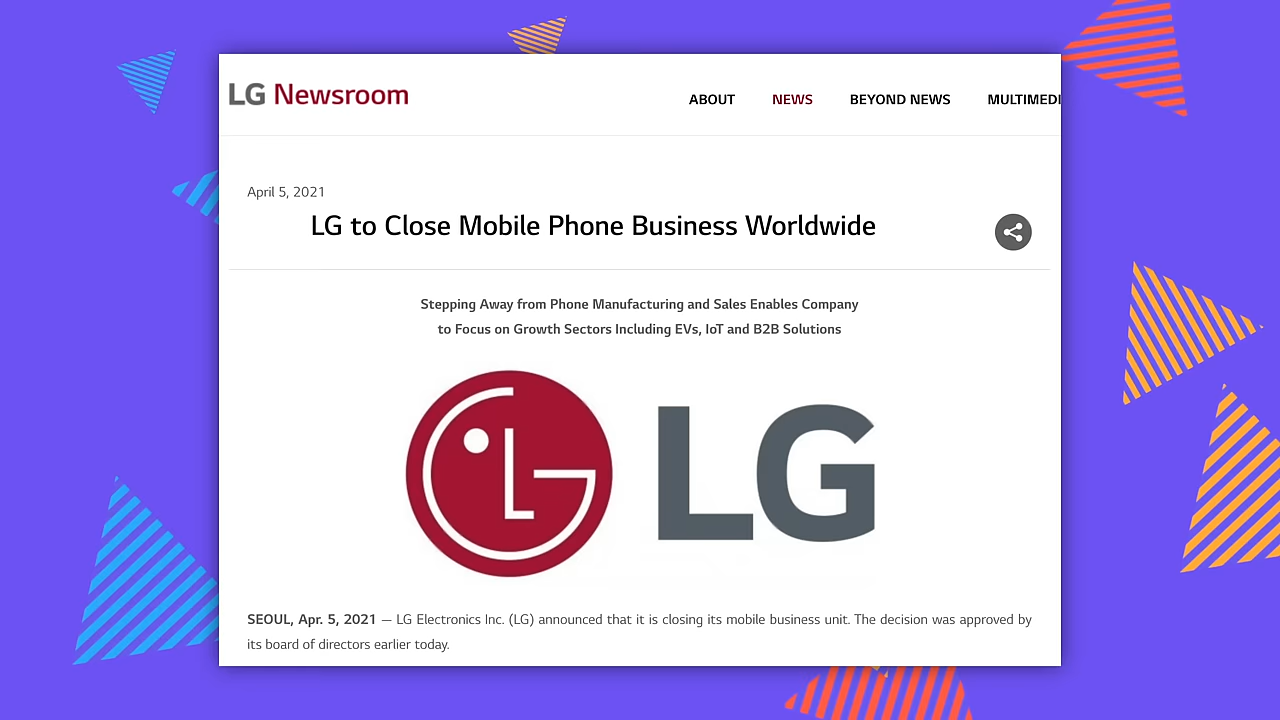 LG Newsroom
ABOUT NEWS BEYOND NEWS MULTIMEDI
April 5, 2021
LG to Close Mobile Phone Business Worldwide
Stepping Away from Phone Manufacturing and Sales Enables Company
to Focus on Growth Sectors Including EVs, IoT and B2B Solutions
LG
SEOUL, Apr. 5, 2021 — LG Electronics Inc. (LG) announced that it is closing its mobile business unit. The decision was approved by
its board of directors earlier today.